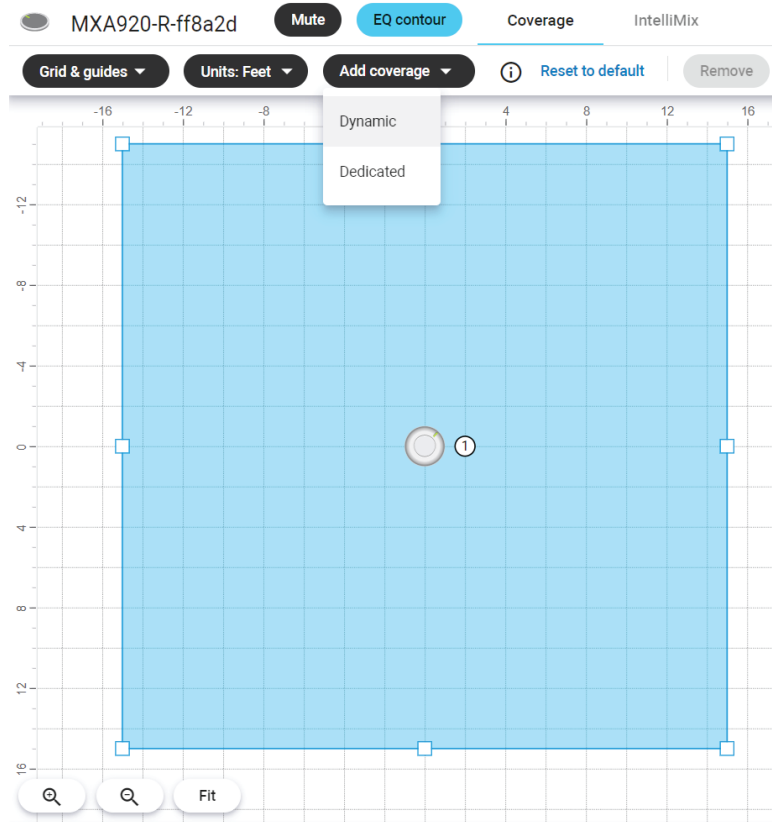 MXA920-R-ff8a2d Mute EQ contour Coverage IntelliMix
Grid & guides Units: Feet Add coverage Reset to default Remove
-16 -12 -8 4 8 12 16
Dynamic
Dedicated
-12
-8
-4
0
1
4
8
12
16
Fit